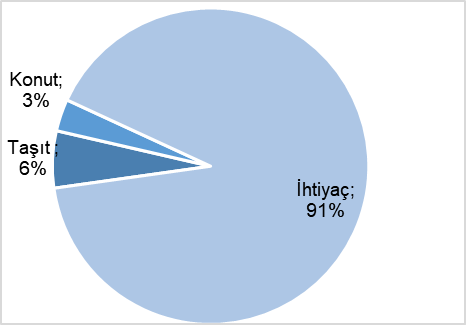 Konut;
3%
Taşıt ;
6%
İhtiyaç;
91%